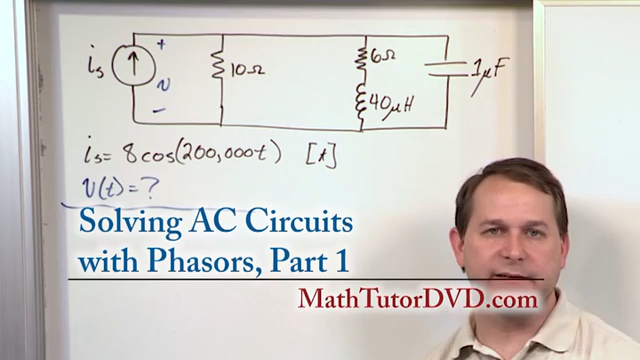 iₛ
+
v
−
10Ω
6Ω
40μH
1μF
iₛ = 8cos(200,000t) [A]
v(t) = ?
Solving AC Circuits
with Phasors, Part 1
MathTutorDVD.com